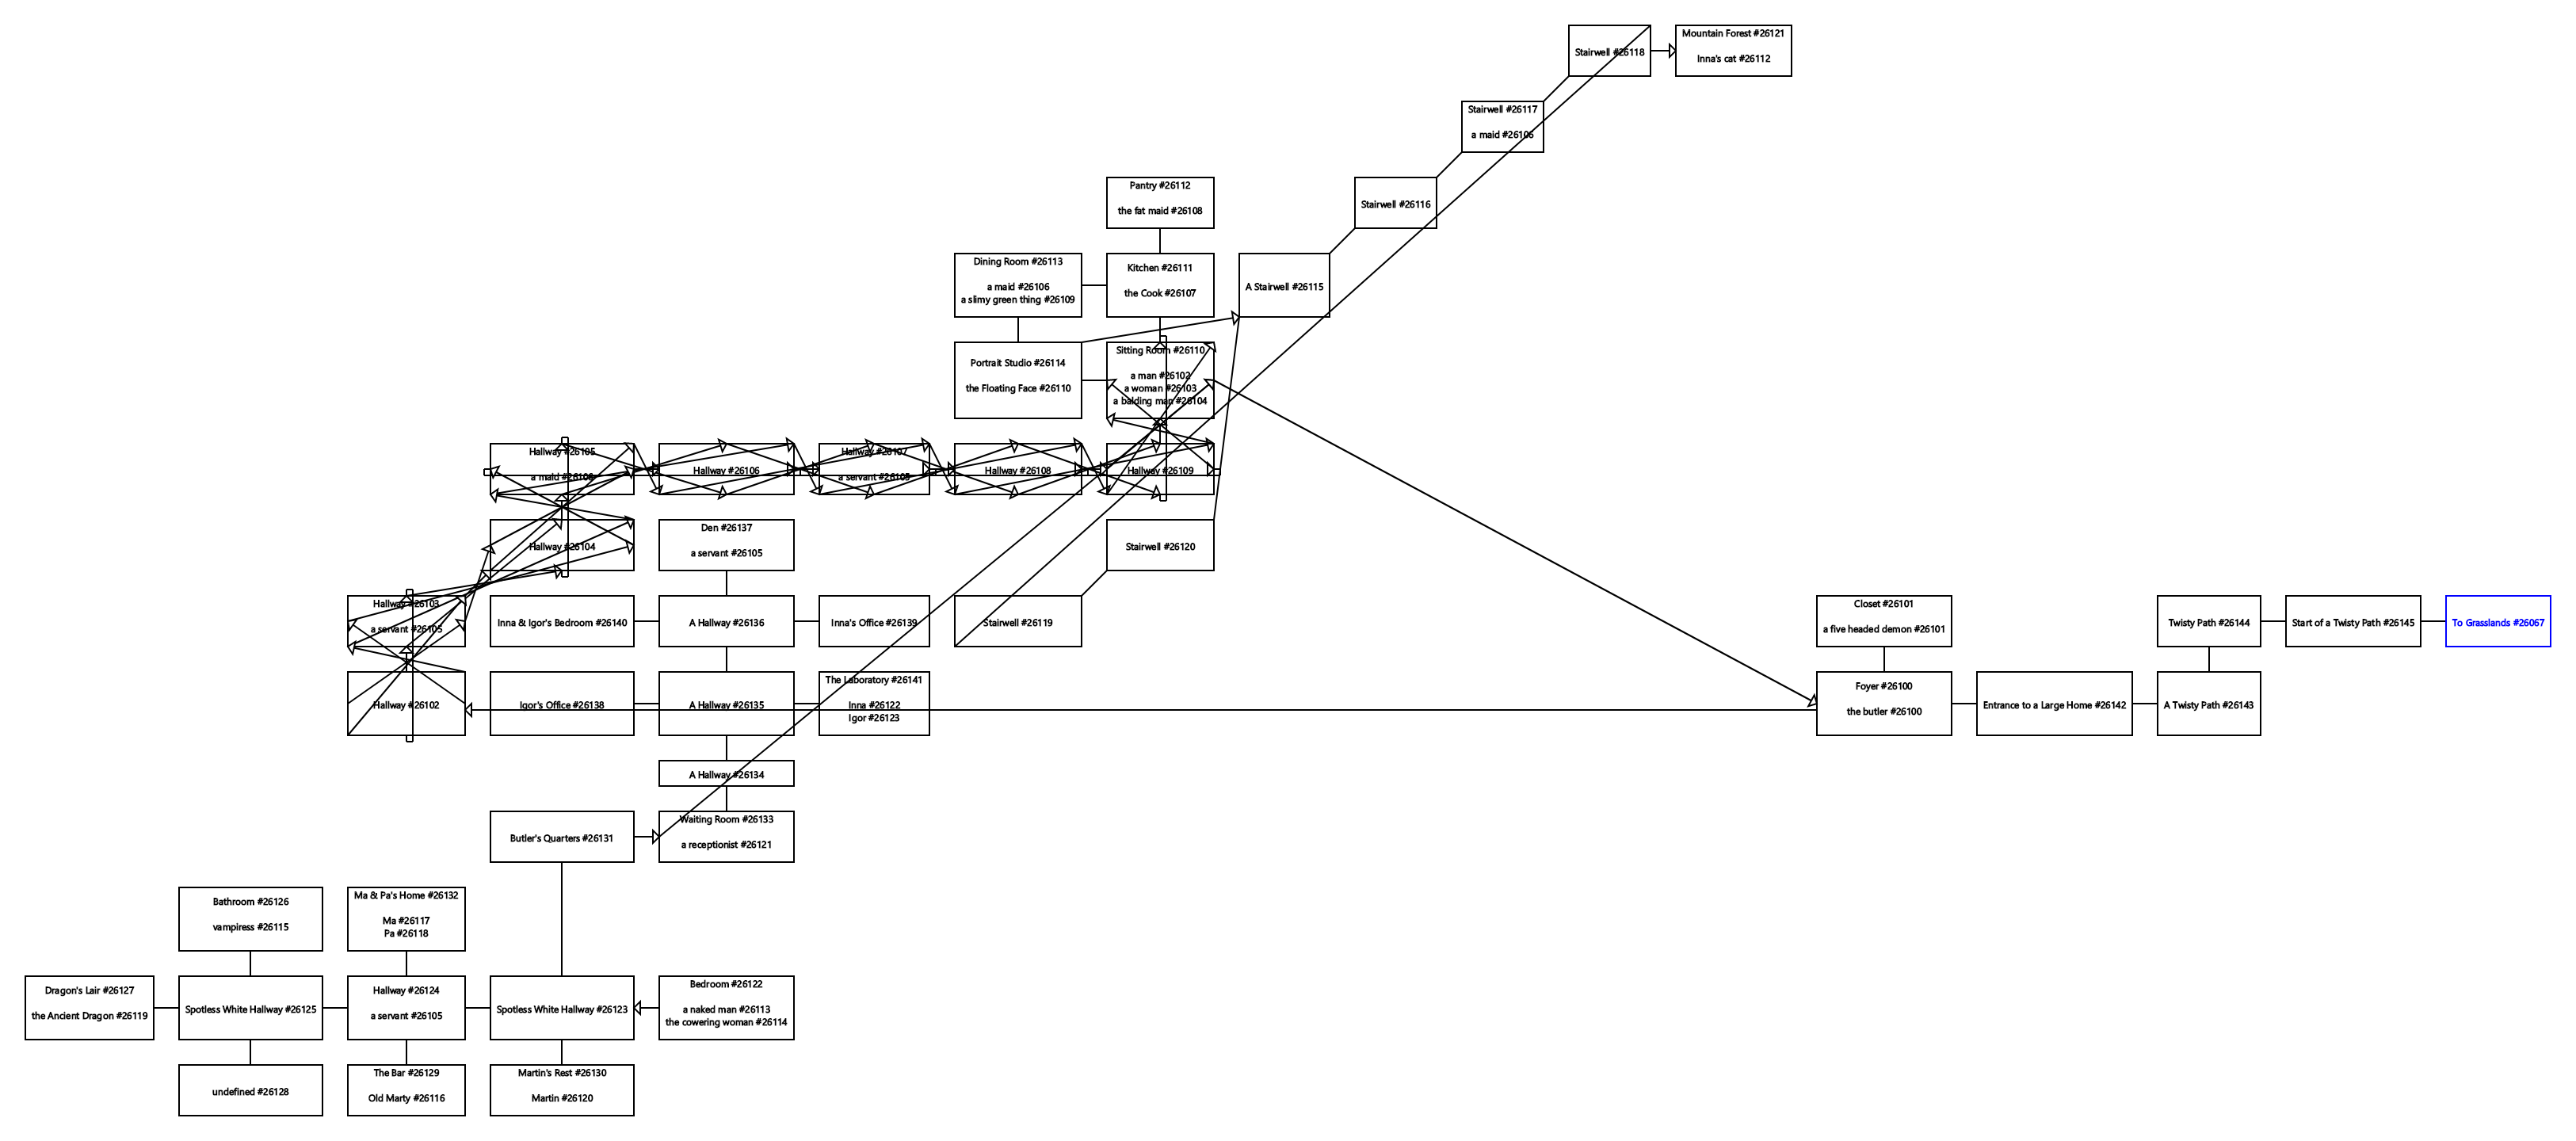 Stairwell #26118
Mountain Forest #26121
Inna's cat #26112
Stairwell #26117
a maid #26106
Pantry #26112
the fat maid #26108
Stairwell #26116
Dining Room #26113
a maid #26106
a slimy green thing #26109
Kitchen #26111
the Cook #26107
A Stairwell #26115
Portrait Studio #26114
the Floating Face #26110
Sitting Room #26110
a man #26102
a woman #26103
a balding man #26104
Hallway #26105
a maid #26106
Hallway #26106
Hallway #26107
a servant #26105
Hallway #26108
Hallway #26109
Hallway #26104
Den #26137
a servant #26105
Stairwell #26120
Hallway #26103
a servant #26105
Inna & Igor's Bedroom #26140
A Hallway #26136
Inna's Office #26139
Stairwell #26119
Closet #26101
a five headed demon #26101
Twisty Path #26144
Start of a Twisty Path #26145
To Grasslands #26067
Hallway #26102
Igor's Office #26138
A Hallway #26135
The Laboratory #26141
Inna #26122
Igor #26123
Foyer #26100
the butler #26100
Entrance to a Large Home #26142
A Twisty Path #26143
A Hallway #26134
Butler's Quarters #26131
Waiting Room #26133
a receptionist #26121
Bathroom #26126
vampiress #26115
Ma & Pa's Home #26132
Ma #26117
Pa #26118
Dragon's Lair #26127
the Ancient Dragon #26119
Spotless White Hallway #26125
Hallway #26124
a servant #26105
Spotless White Hallway #26123
Bedroom #26122
a naked man #26113
the cowering woman #26114
undefined #26128
The Bar #26129
Old Marty #26116
Martin's Rest #26130
Martin #26120